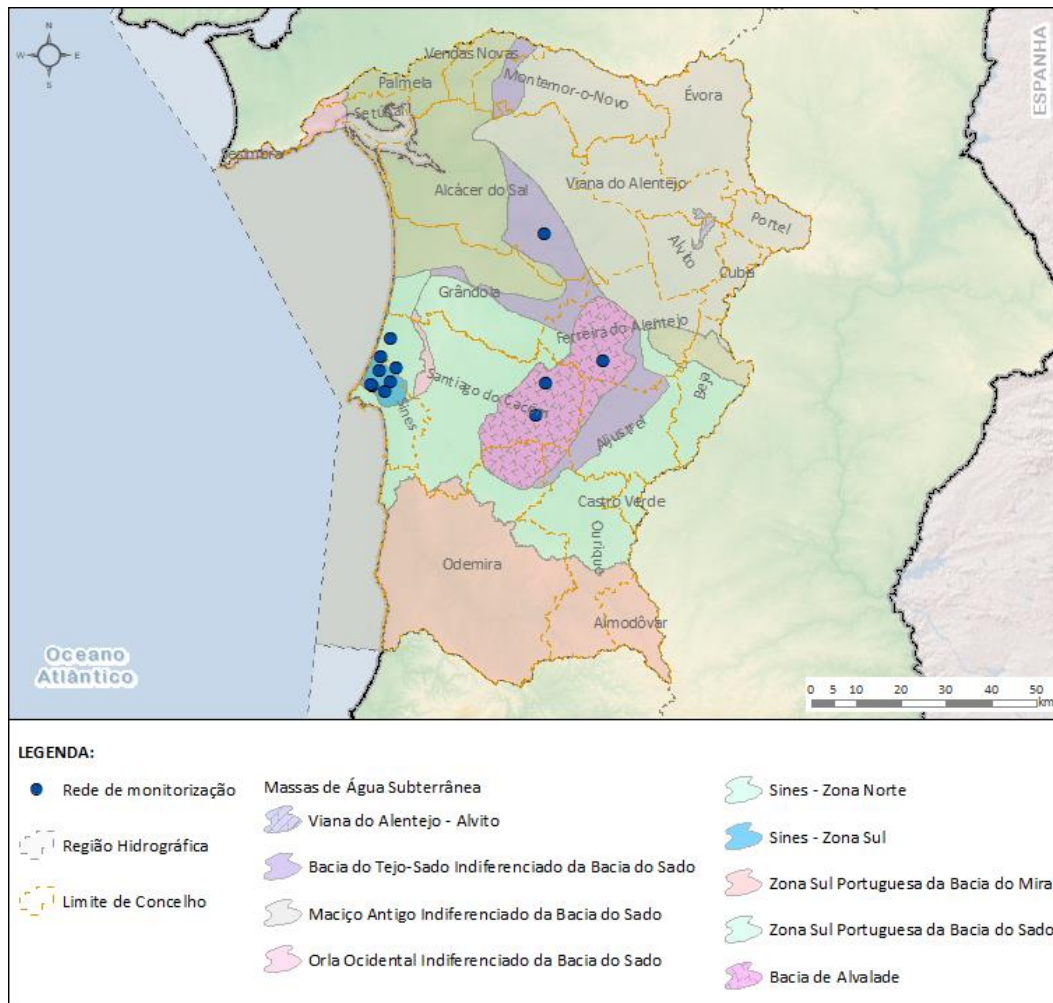 N
W E
S
ESPANHA
Vendas Novas
Palmela
Montemor-o-Novo
Évora
Setúbal
Sesimbra
Alcácer do Sal
Viana do Alentejo
Portel
Alvito
Cuba
Grândola
Ferreira do Alentejo
Santiago do Cacém
Beja
Sines
Aljustrel
Castro Verde
Ourique
Odemira
Almodôvar
Oceano
Atlântico
0 5 10 20 30 40 50
km
LEGENDA:
Rede de monitorização
Região Hidrográfica
Limite de Concelho
Massas de Água Subterrânea
Viana do Alentejo - Alvito
Bacia do Tejo-Sado Indiferenciado da Bacia do Sado
Maciço Antigo Indiferenciado da Bacia do Sado
Orla Ocidental Indiferenciado da Bacia do Sado
Sines - Zona Norte
Sines - Zona Sul
Zona Sul Portuguesa da Bacia do Mira
Zona Sul Portuguesa da Bacia do Sado
Bacia de Alvalade